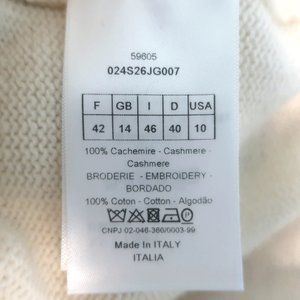 59605
024S26JG007
F GB I D USA
42 14 46 40 10
100% Cachemire - Cashmere -
Cashmere
BRODERIE - EMBROIDERY -
BORDADO
100% Coton - Cotton - Algodão
CNPJ 02-046-360/0003-99
Made In ITALY
ITALIA